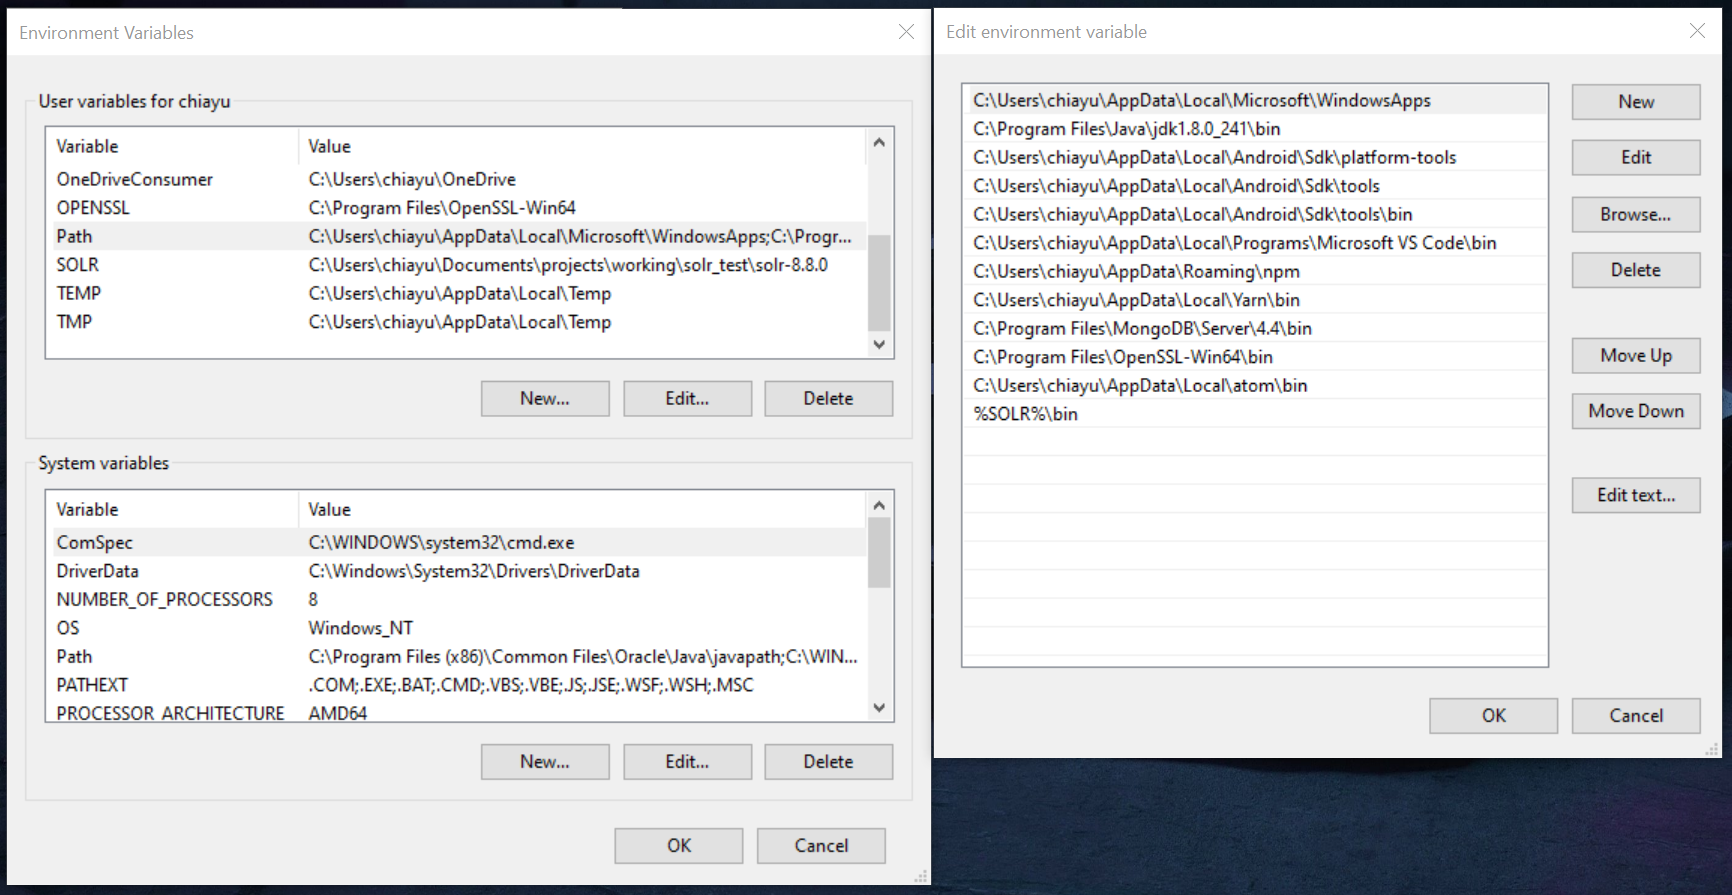 Environment Variables
User variables for chiayu
Variable Value
OneDriveConsumer C:\Users\chiayu\OneDrive
OPENSSL C:\Program Files\OpenSSL-Win64
Path C:\Users\chiayu\AppData\Local\Microsoft\WindowsApps;C:\Progr...
SOLR C:\Users\chiayu\Documents\projects\working\solr_test\solr-8.8.0
TEMP C:\Users\chiayu\AppData\Local\Temp
TMP C:\Users\chiayu\AppData\Local\Temp
New... Edit... Delete
System variables
Variable Value
ComSpec C:\WINDOWS\system32\cmd.exe
DriverData C:\Windows\System32\Drivers\DriverData
NUMBER_OF_PROCESSORS 8
OS Windows_NT
Path C:\Program Files (x86)\Common Files\Oracle\Java\javapath;C:\WIN...
PATHEXT .COM;.EXE;.BAT;.CMD;.VBS;.VBE;.JS;.JSE;.WSF;.WSH;.MSC
PROCESSOR_ARCHITECTURE AMD64
New... Edit... Delete
OK Cancel
Edit environment variable
C:\Users\chiayu\AppData\Local\Microsoft\WindowsApps
C:\Program Files\Java\jdk1.8.0_241\bin
C:\Users\chiayu\AppData\Local\Android\Sdk\platform-tools
C:\Users\chiayu\AppData\Local\Android\Sdk\tools
C:\Users\chiayu\AppData\Local\Android\Sdk\tools\bin
C:\Users\chiayu\AppData\Local\Programs\Microsoft VS Code\bin
C:\Users\chiayu\AppData\Roaming\npm
C:\Users\chiayu\AppData\Local\Yarn\bin
C:\Program Files\MongoDB\Server\4.4\bin
C:\Program Files\OpenSSL-Win64\bin
C:\Users\chiayu\AppData\Local\atom\bin
%SOLR%\bin
New
Edit
Browse...
Delete
Move Up
Move Down
Edit text...
OK Cancel